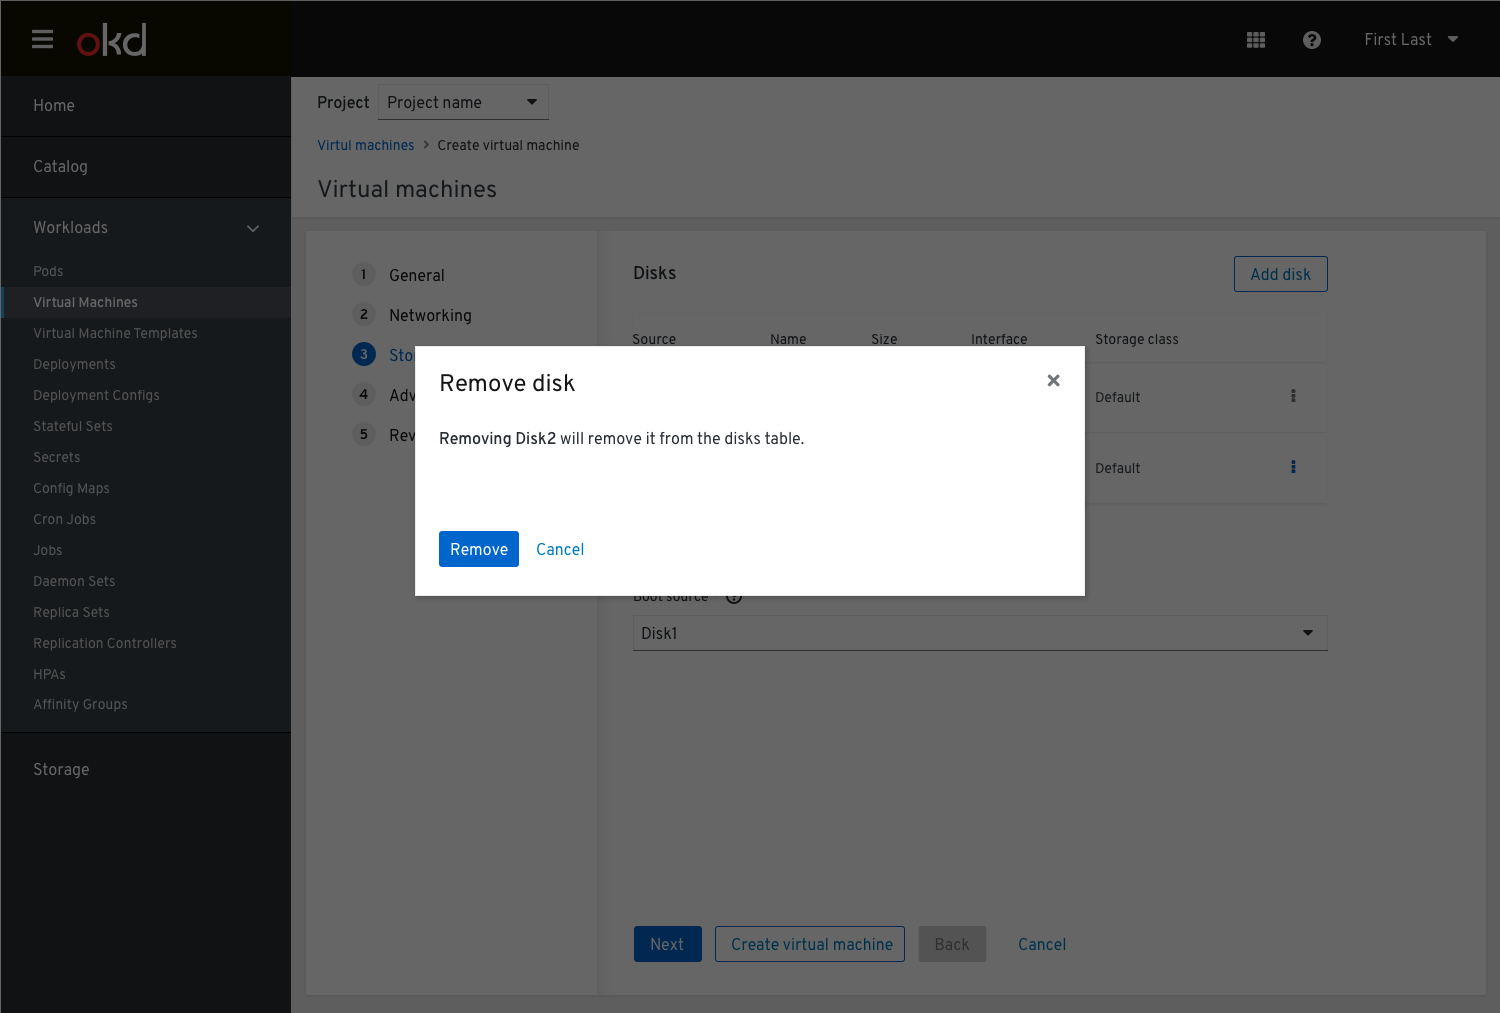 okd
First Last
Home
Catalog
Workloads
Pods
Virtual Machines
Virtual Machine Templates
Deployments
Deployment Configs
Stateful Sets
Secrets
Config Maps
Cron Jobs
Jobs
Daemon Sets
Replica Sets
Replication Controllers
HPAs
Affinity Groups
Storage
Project Project name
Virtul machines > Create virtual machine
Virtual machines
1 General
2 Networking
3 Sto
4 Adv
5 Rev
Disks
Add disk
Source Name Size Interface Storage class
Default
Default
Remove disk
Removing Disk2 will remove it from the disks table.
Remove Cancel
Boot source
Disk1
Next Create virtual machine Back Cancel